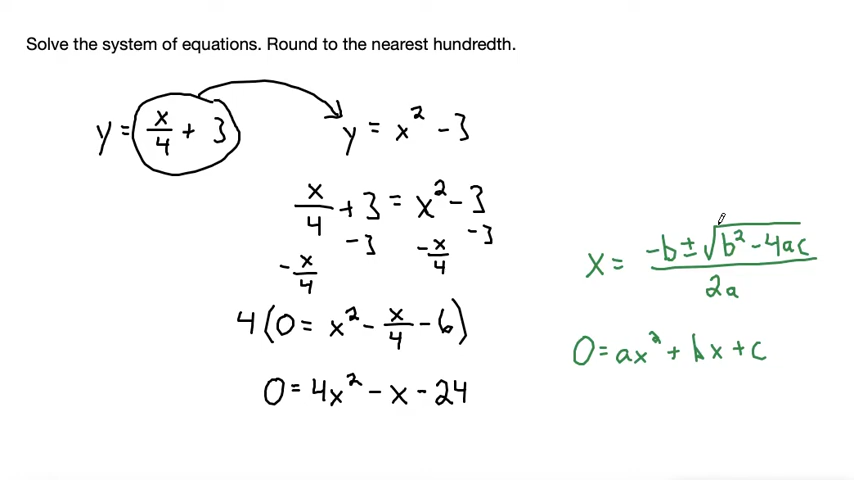 Solve the system of equations. Round to the nearest hundredth.
y = x/4 + 3
y = x² - 3
x/4 + 3 = x² - 3
-3 -3
-x/4 -x/4
4(0 = x² - x/4 - 6)
0 = 4x² - x - 24
x = (-b ± √(b² - 4ac))/(2a)
0 = ax² + bx + c